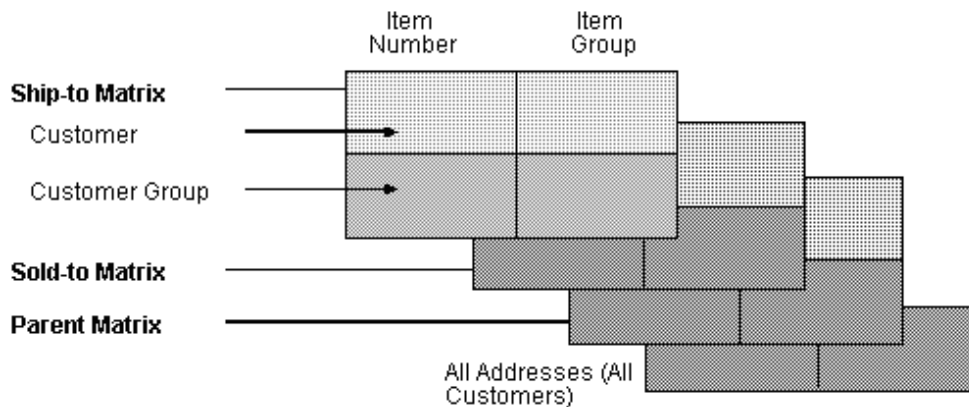 Item
Number
Item
Group
Ship-to Matrix
Customer
Customer Group
Sold-to Matrix
Parent Matrix
All Addresses (All
Customers)